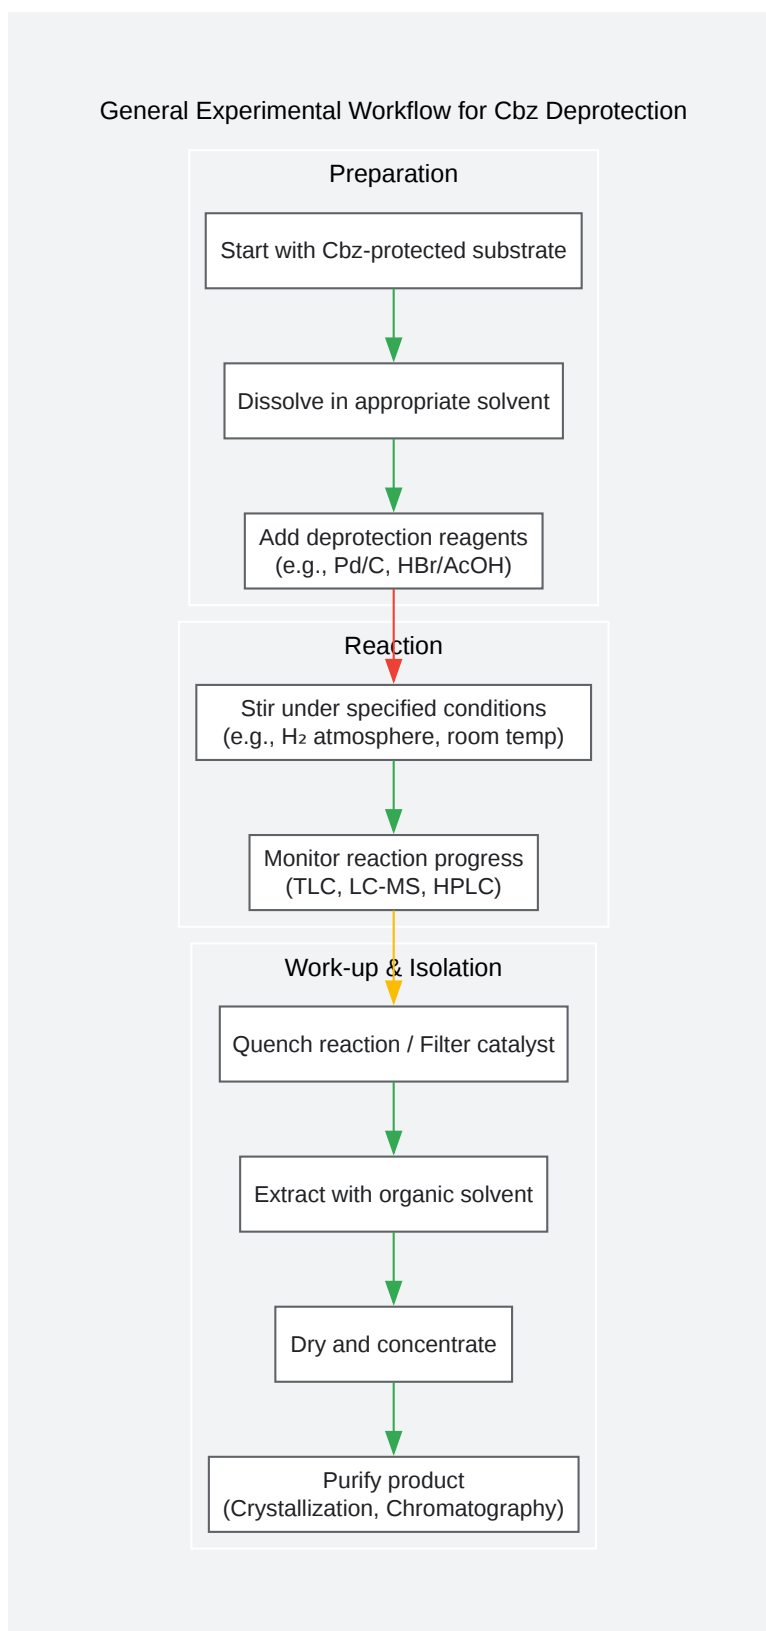 General Experimental Workflow for Cbz Deprotection
Preparation
Start with Cbz-protected substrate
Dissolve in appropriate solvent
Add deprotection reagents
(e.g., Pd/C, HBr/AcOH)
Reaction
Stir under specified conditions
(e.g., H₂ atmosphere, room temp)
Monitor reaction progress
(TLC, LC-MS, HPLC)
Work-up & Isolation
Quench reaction / Filter catalyst
Extract with organic solvent
Dry and concentrate
Purify product
(Crystallization, Chromatography)